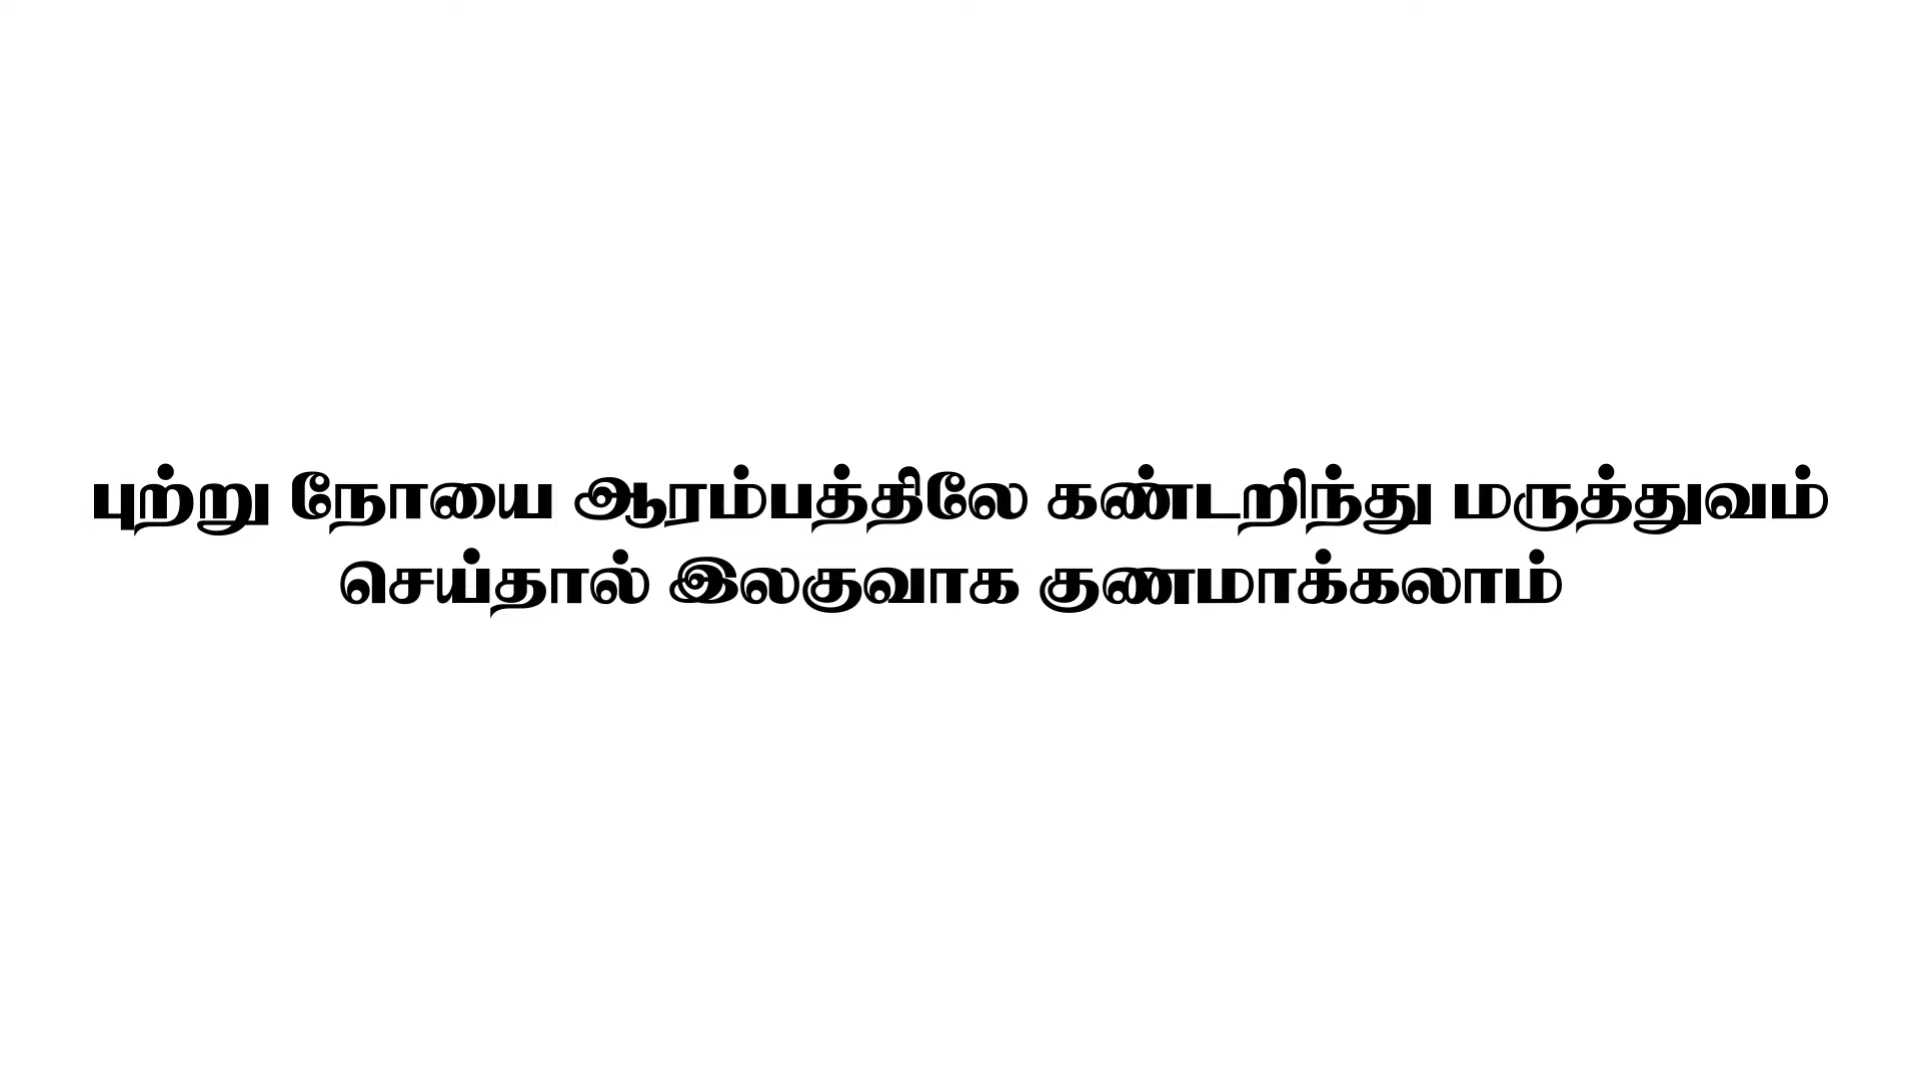 புற்று நோயை ஆரம்பத்திலே கண்டறிந்து மருத்துவம்
செய்தால் இலகுவாக குணமாக்கலாம்